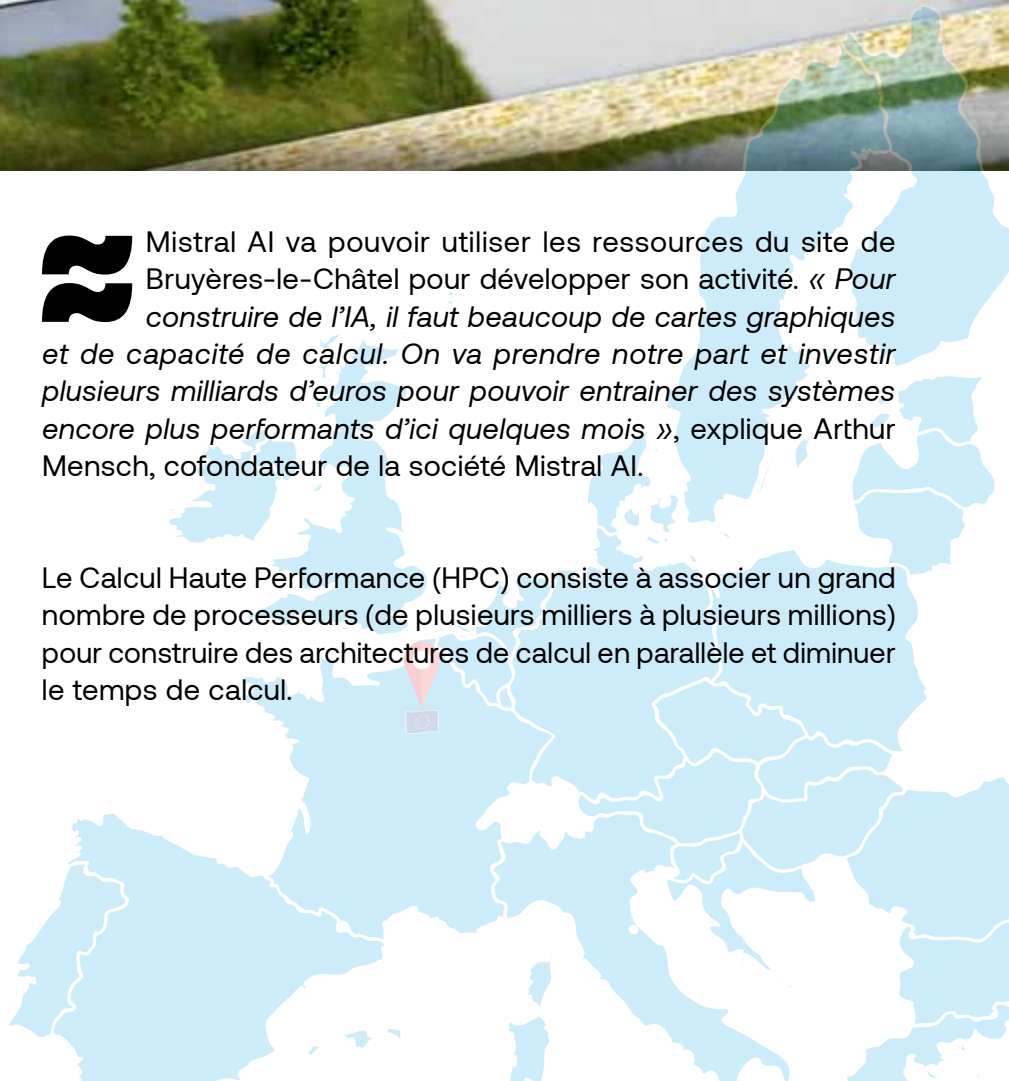 Mistral AI va pouvoir utiliser les ressources du site de
Bruyères-le-Châtel pour développer son activité. « Pour
construire de l’IA, il faut beaucoup de cartes graphiques
et de capacité de calcul. On va prendre notre part et investir
plusieurs milliards d’euros pour pouvoir entrainer des systèmes
encore plus performants d’ici quelques mois », explique Arthur
Mensch, cofondateur de la société Mistral AI.
Le Calcul Haute Performance (HPC) consiste à associer un grand
nombre de processeurs (de plusieurs milliers à plusieurs millions)
pour construire des architectures de calcul en parallèle et diminuer
le temps de calcul.